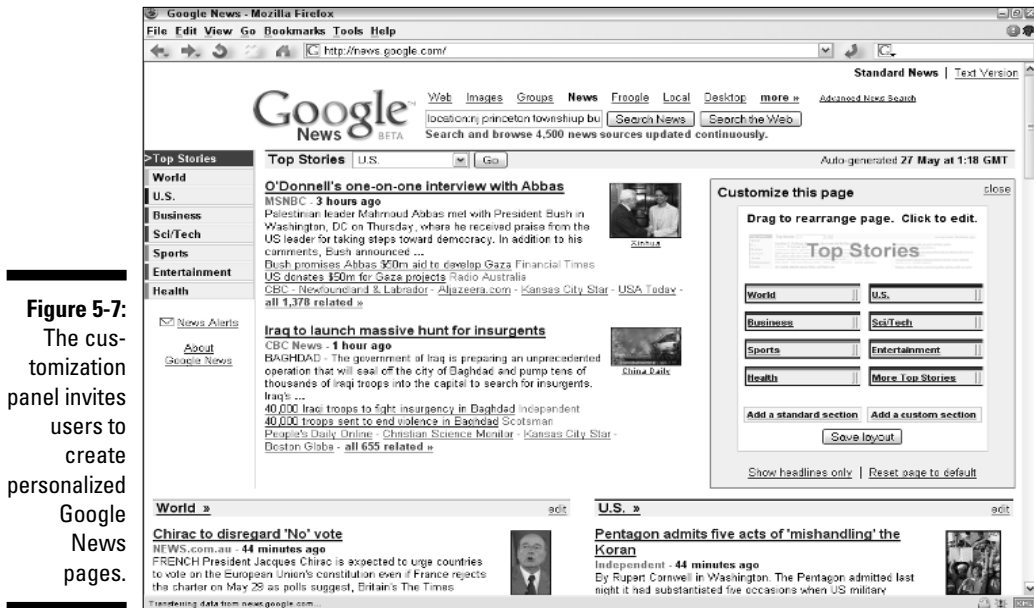 Google News - Mozilla Firefox
File Edit View Go Bookmarks Tools Help
http://news.google.com/
Standard News | Text Version
Google News BETA
Web Images Groups News Froogle Local Desktop more » Advanced News Search
location:nj princeton townshiup bu Search News Search the Web
Search and browse 4,500 news sources updated continuously.
>Top Stories
World
U.S.
Business
Sci/Tech
Sports
Entertainment
Health
News Alerts
About
Google News
Top Stories U.S. Go
Auto-generated 27 May at 1:18 GMT
O'Donnell's one-on-one interview with Abbas
MSNBC - 3 hours ago
Palestinian leader Mahmoud Abbas met with President Bush in
Washington, DC on Thursday, where he received praise from the
US leader for taking steps toward democracy. In addition to his
comments, Bush announced ...
Bush promises Abbas $50m aid to develop Gaza Financial Times
US donates $50m for Gaza projects Radio Australia
CBC - Newfoundland & Labrador - Aljazeera.com - Kansas City Star - USA Today -
all 1,378 related »
Xinhua
Iraq to launch massive hunt for insurgents
CBC News - 1 hour ago
BAGHDAD - The government of Iraq is preparing an unprecedented
operation that will seal off the city of Baghdad and pump tens of
thousands of Iraqi troops into the capital to search for insurgents.
Iraq's ...
40,000 Iraqi troops to fight insurgency in Baghdad Independent
40,000 troops sent to end violence in Baghdad Scotsman
People's Daily Online - Christian Science Monitor - Kansas City Star -
Boston Globe - all 655 related »
China Daily
Customize this page close
Drag to rearrange page. Click to edit.
Top Stories
World U.S.
Business Sci/Tech
Sports Entertainment
Health More Top Stories
Add a standard section Add a custom section
Save layout
Show headlines only | Reset page to default
World » edit
Chirac to disregard 'No' vote
NEWS.com.au - 44 minutes ago
FRENCH President Jacques Chirac is expected to urge countries
to vote on the European Union's constitution even if France rejects
the charter on May 29 as polls suggest, Britain's The Times
U.S. » edit
Pentagon admits five acts of 'mishandling' the
Koran
Independent - 44 minutes ago
By Rupert Cornwell in Washington. The Pentagon admitted last
night it had substantiated five occasions when US military
Transferring data from news.google.com...
Figure 5-7:
The cus-
tomization
panel invites
users to
create
personalized
Google
News
pages.